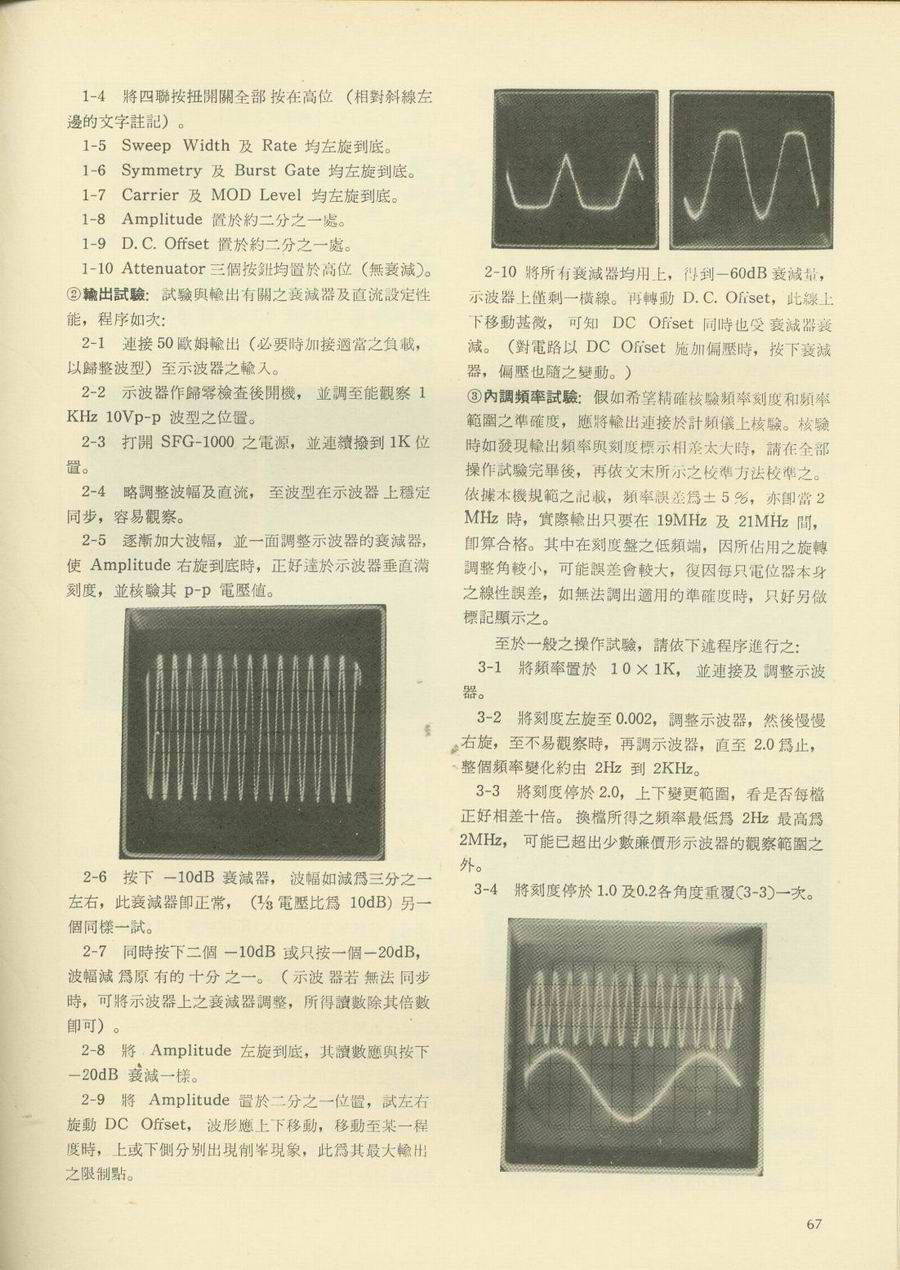 1-4 將四聯按扭開關全部按在高位（相對斜線左
邊的文字註記）。
1-5 Sweep Width 及 Rate 均左旋到底。
1-6 Symmetry 及 Burst Gate 均左旋到底。
1-7 Carrier 及 MOD Level 均左旋到底。
1-8 Amplitude 置於約二分之一處。
1-9 D. C. Offset 置於約二分之一處。
1-10 Attenuator 三個按鈕均置於高位（無衰減）。
②輸出試驗：試驗與輸出有關之衰減器及直流設定性
能，程序如次：
2-1 連接 50 歐姆輸出（必要時加接適當之負載，
以歸整波型）至示波器之輸入。
2-2 示波器作歸零檢查後開機，並調至能觀察 1
KHz 10Vp-p 波型之位置。
2-3 打開 SFG-1000 之電源，並連續撥到 1K 位
置。
2-4 略調整波幅及直流，至波型在示波器上穩定
同步，容易觀察。
2-5 逐漸加大波幅，並一面調整示波器的衰減器，
使 Amplitude 右旋到底時，正好達於示波器垂直滿
刻度，並核驗其 p-p 電壓值。
2-6 按下 －10dB 衰減器，波幅如減爲三分之一
左右，此衰減器卽正常，（⅓ 電壓比爲 10dB) 另一
個同樣一試。
2-7 同時按下二個 －10dB 或只按一個－20dB，
波幅減爲原有的十分之一。（示波器若無法同步
時，可將示波器上之衰減器調整，所得讀數除其倍數
卽可）。
2-8 將 Amplitude 左旋到底，其讀數應與按下
－20dB 衰減一樣。
2-9 將 Amplitude 置於二分之一位置，試左右
旋動 DC Offset，波形應上下移動，移動至某一程
度時，上或下側分別出現削峯現象，此爲其最大輸出
之限制點。
2-10 將所有衰減器均用上，得到－60dB 衰減量，
示波器上僅剩一橫線。再轉動 D. C. Offset，此線上
下移動甚微，可知 DC Offset 同時也受衰減器衰
減。（對電路以 DC Offset 施加偏壓時，按下衰減
器，偏壓也隨之變動。）
③內調頻率試驗：假如希望精確核驗頻率刻度和頻率
範圍之準確度，應將輸出連接於計頻儀上核驗。核驗
時如發現輸出頻率與刻度標示相差太大時，請在全部
操作試驗完畢後，再依文末所示之校準方法校準之。
依據本機規範之記載，頻率誤差爲± 5 %，亦卽當 2
MHz 時，實際輸出只要在 19MHz 及 21MHz 間，
卽算合格。其中在刻度盤之低頻端，因所佔用之旋轉
調整角較小，可能誤差會較大，復因每只電位器本身
之線性誤差，如無法調出適用的準確度時，只好另做
標記顯示之。
至於一般之操作試驗，請依下述程序進行之：
3-1 將頻率置於 10 × 1K，並連接及調整示波
器。
3-2 將刻度左旋至 0.002，調整示波器，然後慢慢
右旋，至不易觀察時，再調示波器，直至 2.0 爲止，
整個頻率變化約由 2Hz 到 2KHz。
3-3 將刻度停於 2.0，上下變更範圍，看是否每檔
正好相差十倍。換檔所得之頻率最低爲 2Hz 最高爲
2MHz，可能已超出少數廉價形示波器的觀察範圍之
外。
3-4 將刻度停於 1.0 及0.2各角度重覆(3-3)一次。
67